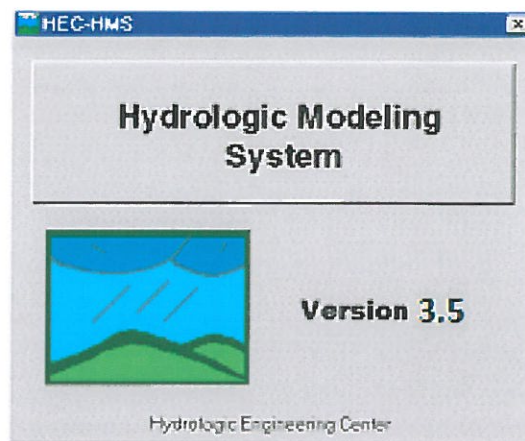 HEC-HMS
Hydrologic Modeling
System
Version 3.5
Hydrologic Engineering Center